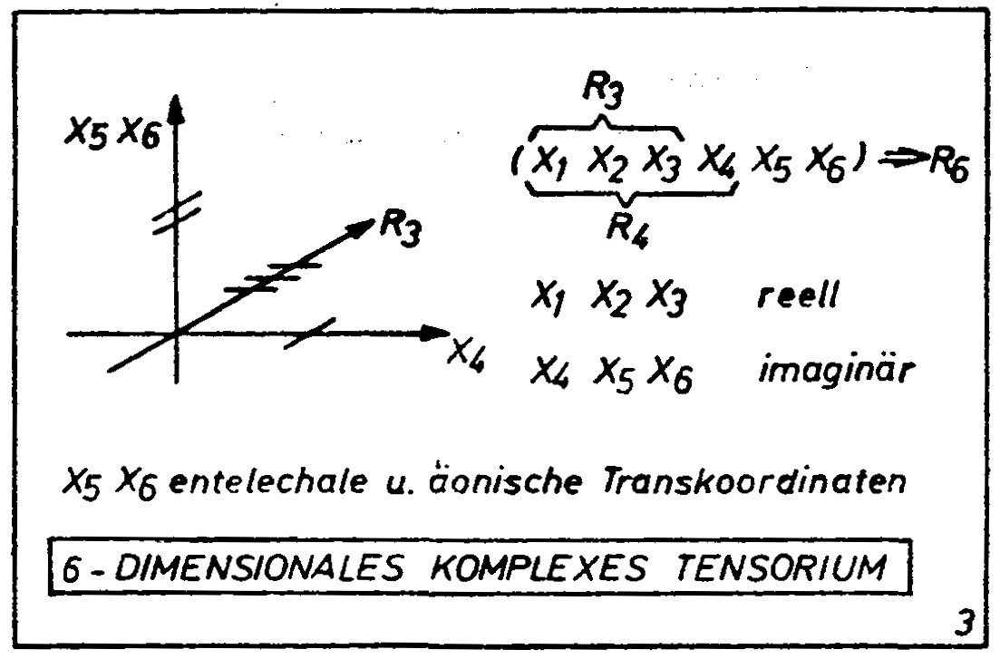 X5 X6
R3
X4
R3
(X1 X2 X3 X4 X5 X6) ⇒ R6
R4
X1 X2 X3 reell
X4 X5 X6 imaginär
X5 X6 entelechale u. äonische Transkoordinaten
6 - DIMENSIONALES KOMPLEXES TENSORIUM
3